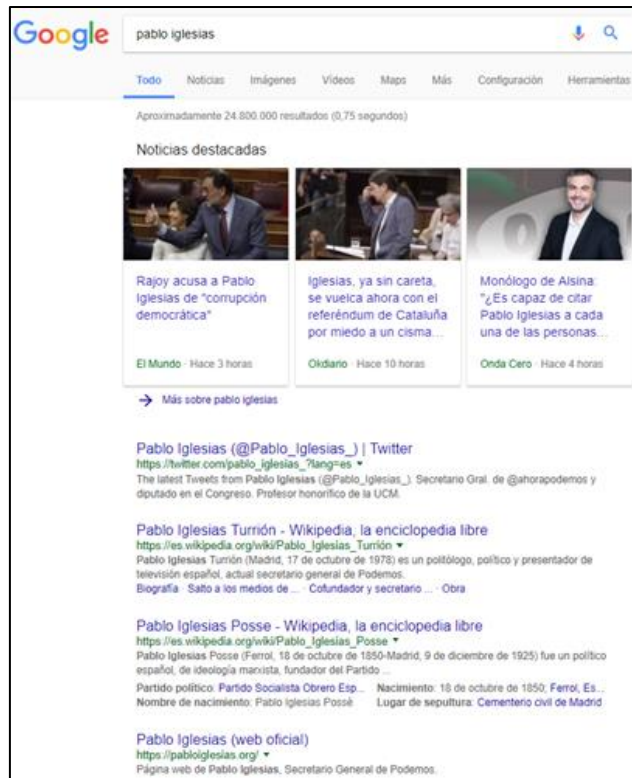 Google
pablo iglesias
Todo Noticias Imágenes Vídeos Maps Más Configuración Herramientas
Aproximadamente 24.800.000 resultados (0,75 segundos)
Noticias destacadas
Rajoy acusa a Pablo
Iglesias de "corrupción
democrática"
El Mundo · Hace 3 horas
Iglesias, ya sin careta,
se vuelca ahora con el
referéndum de Cataluña
por miedo a un cisma...
Okdiario · Hace 10 horas
Monólogo de Alsina:
"¿Es capaz de citar
Pablo Iglesias a cada
una de las personas...
Onda Cero · Hace 4 horas
Más sobre pablo iglesias
Pablo Iglesias (@Pablo_Iglesias_) | Twitter
https://twitter.com/pablo_iglesias_?lang=es
The latest Tweets from Pablo Iglesias (@Pablo_Iglesias_). Secretario Gral. de @ahorapodemos y
diputado en el Congreso. Profesor honorífico de la UCM.
Pablo Iglesias Turrión - Wikipedia, la enciclopedia libre
https://es.wikipedia.org/wiki/Pablo_Iglesias_Turrión
Pablo Iglesias Turrión (Madrid, 17 de octubre de 1978) es un politólogo, político y presentador de
televisión español, actual secretario general de Podemos.
Biografía · Salto a los medios de ... · Cofundador y secretario ... · Obra
Pablo Iglesias Posse - Wikipedia, la enciclopedia libre
https://es.wikipedia.org/wiki/Pablo_Iglesias_Posse
Pablo Iglesias Posse (Ferrol, 18 de octubre de 1850-Madrid, 9 de diciembre de 1925) fue un político
español, de ideología marxista, fundador del Partido ...
Partido político: Partido Socialista Obrero Esp... Nacimiento: 18 de octubre de 1850; Ferrol, Es...
Nombre de nacimiento: Pablo Iglesias Possé Lugar de sepultura: Cementerio civil de Madrid
Pablo Iglesias (web oficial)
https://pabloiglesias.org/
Página web de Pablo Iglesias, Secretario General de Podemos.